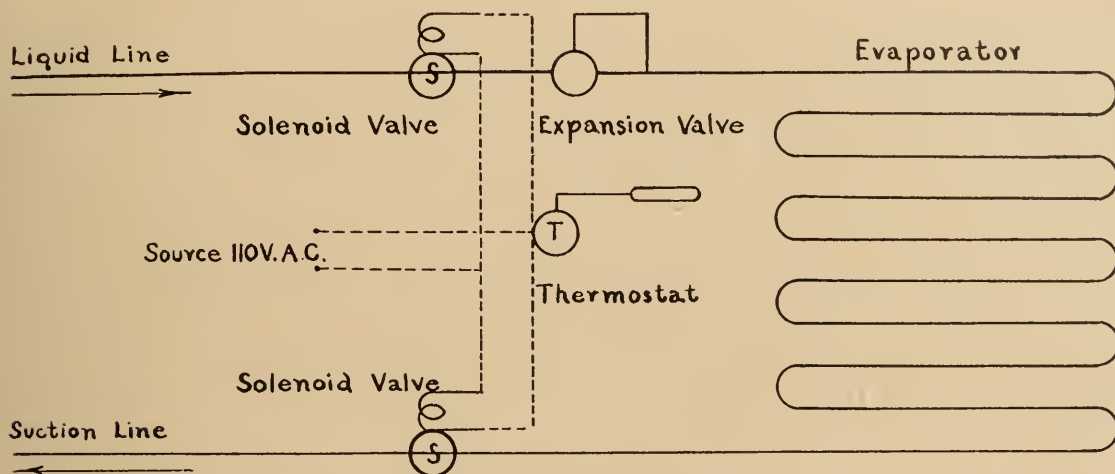 Liquid Line
S
Evaporator
Solenoid Valve
Expansion Valve
T
Source 110V. A.C.
Thermostat
Solenoid Valve
Suction Line
S